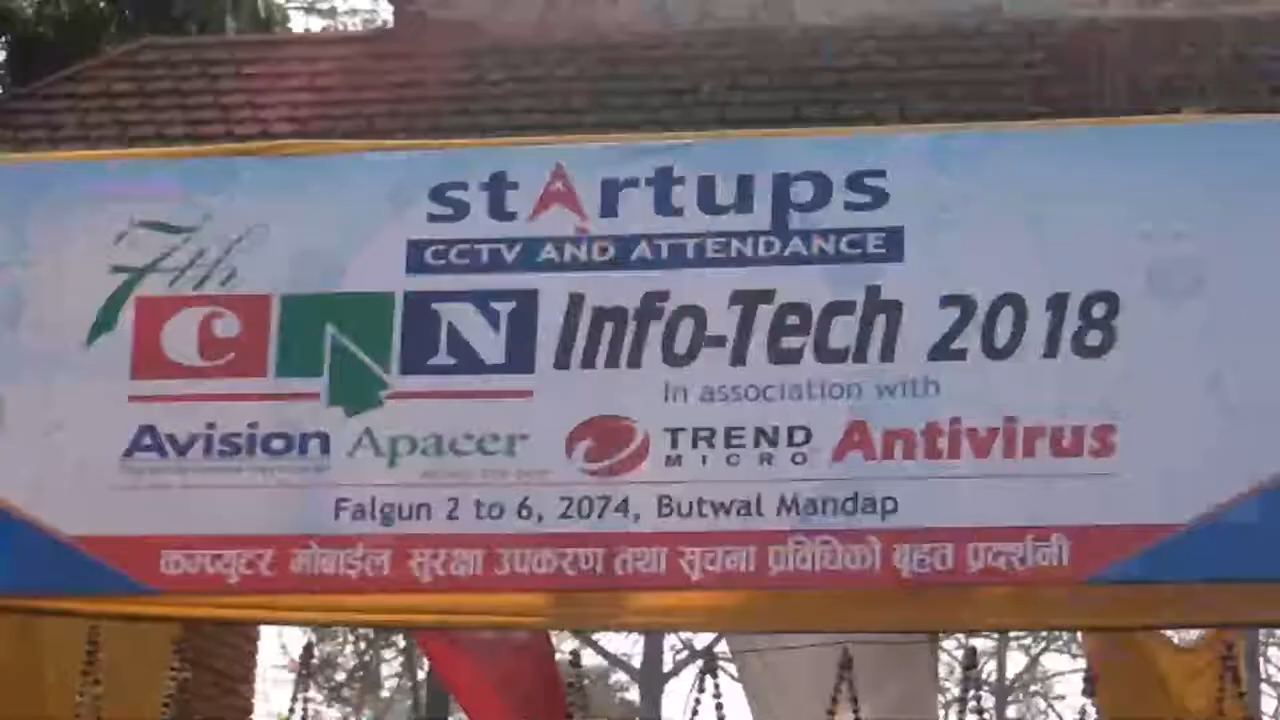 stArtups
CCTV AND ATTENDANCE
7th
CAN Info-Tech 2018
In association with
Avision Apacer TREND MICRO Antivirus
Falgun 2 to 6, 2074, Butwal Mandap
कम्प्युटर मोबाईल सुरक्षा उपकरण तथा सूचना प्रविधिको बृहत प्रदर्शनी